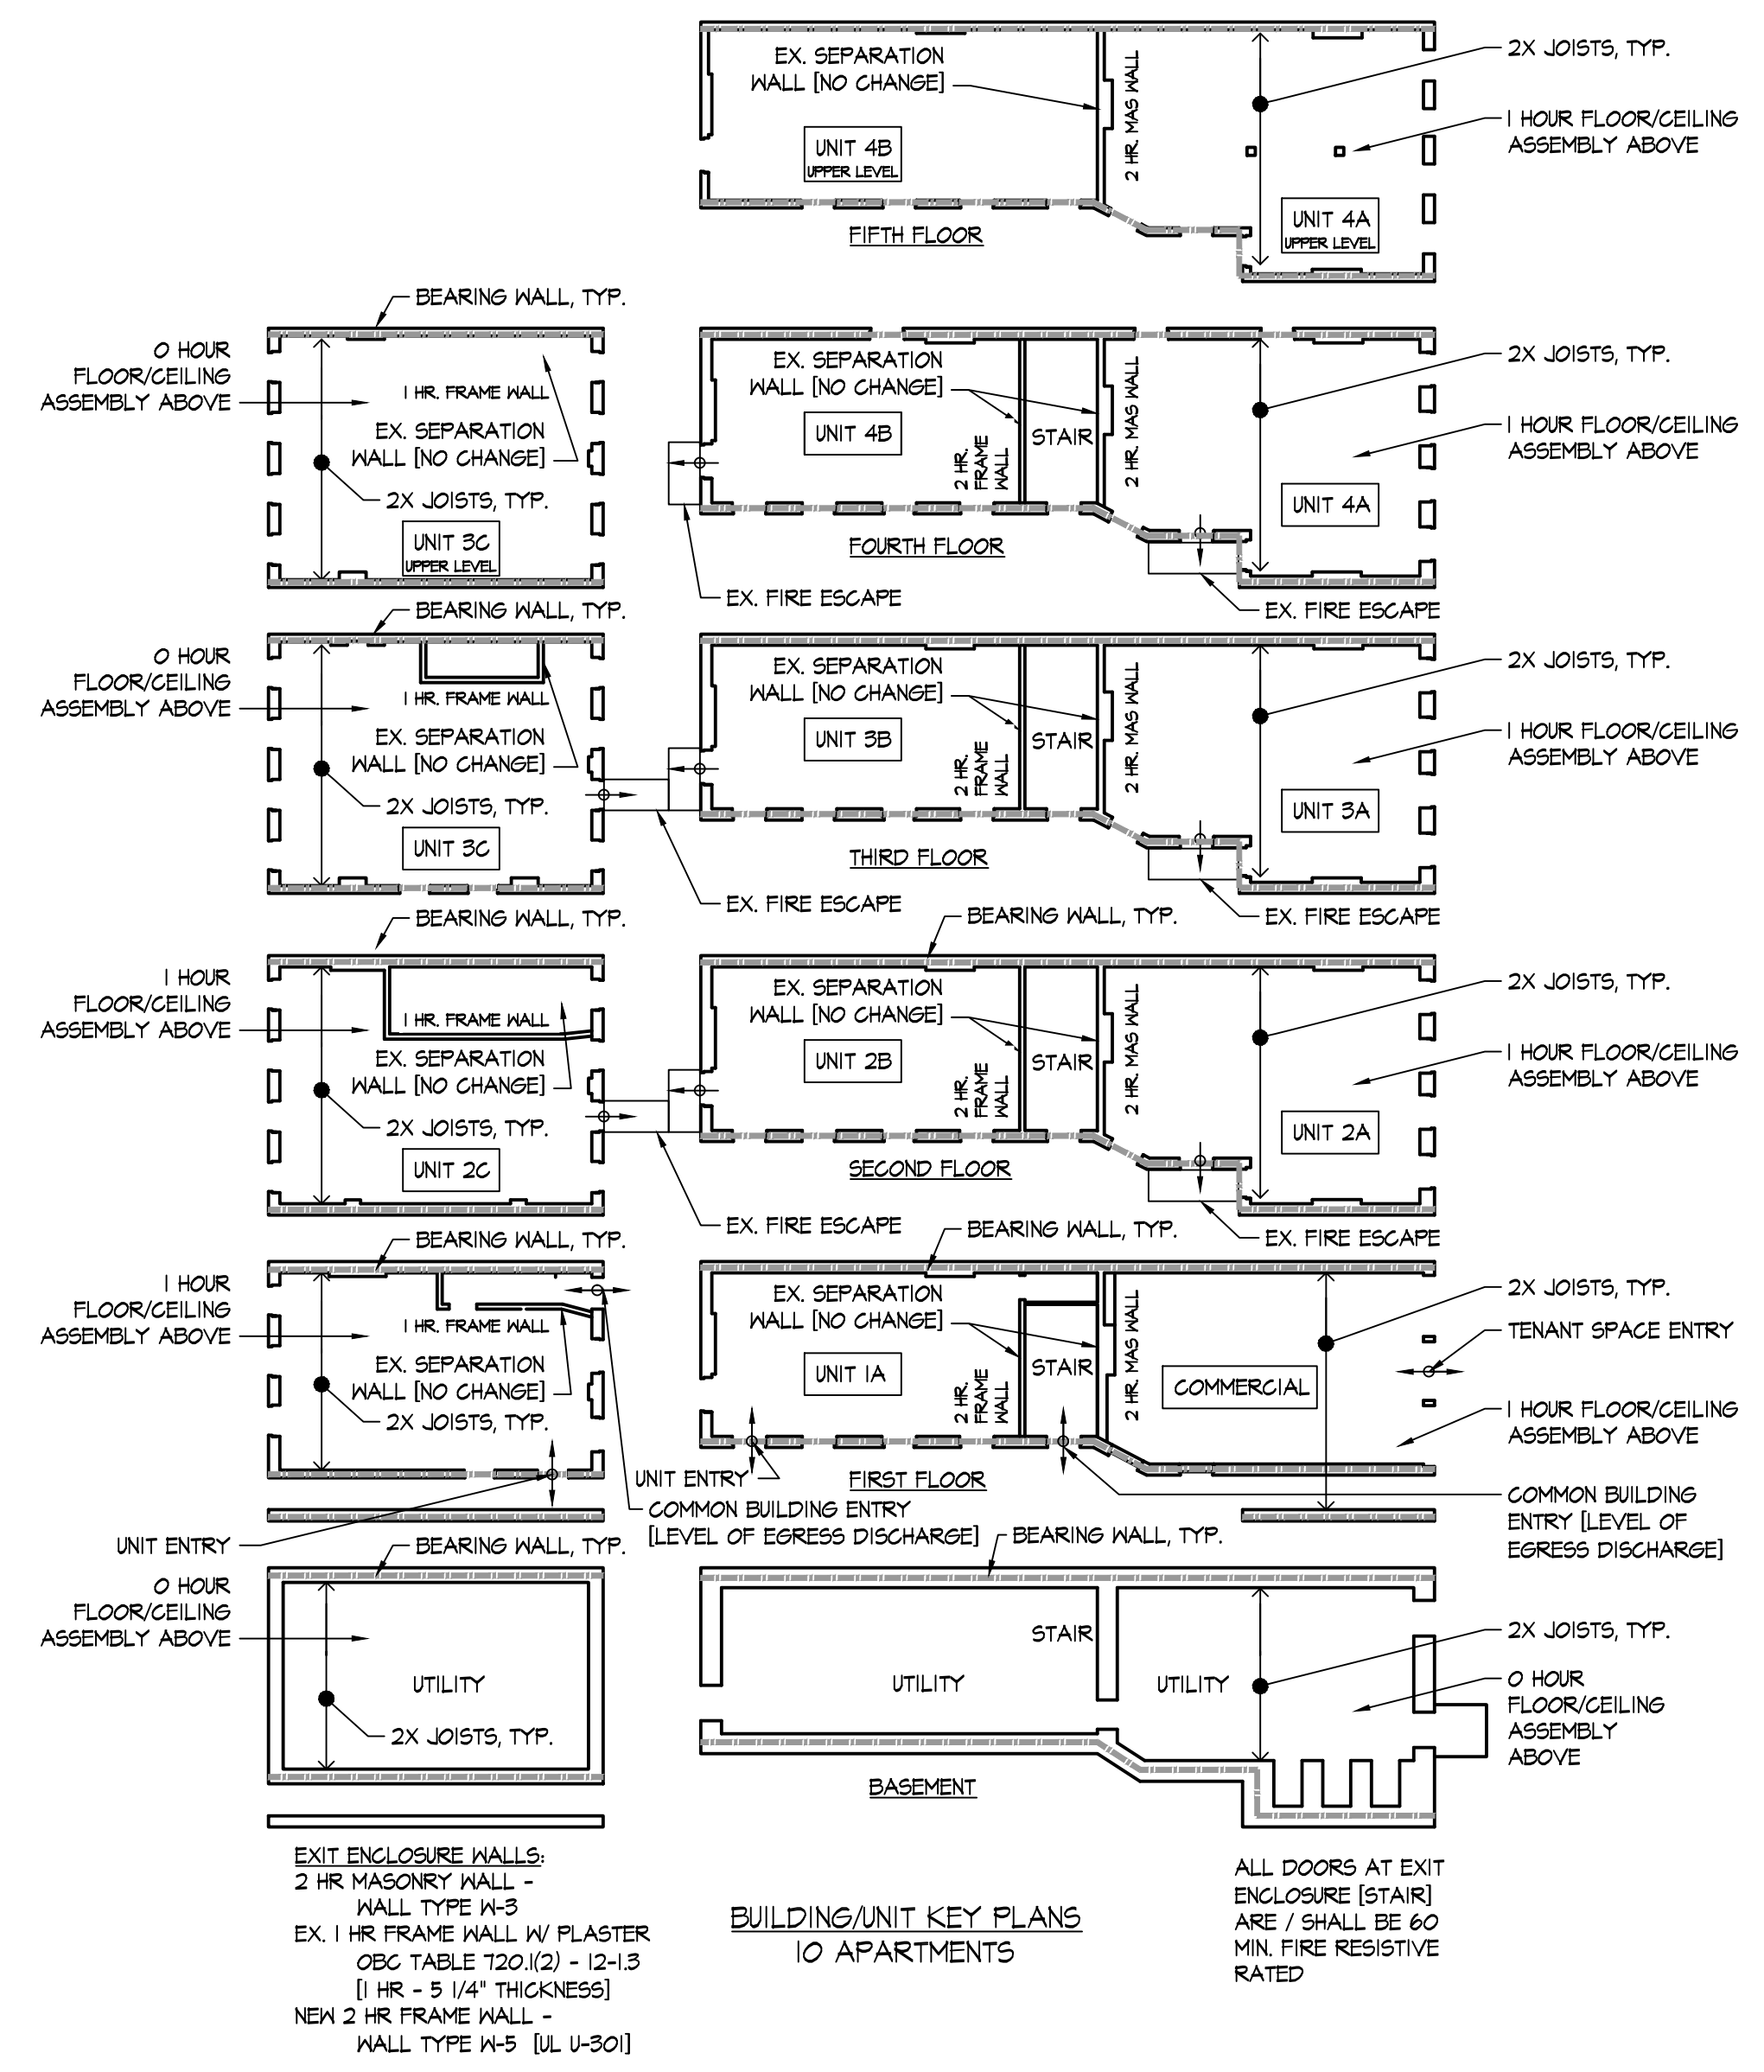 EX. SEPARATION
WALL [NO CHANGE]
2 HR. MAS WALL
2X JOISTS, TYP.
1 HOUR FLOOR/CEILING
ASSEMBLY ABOVE
UNIT 4B
UPPER LEVEL
UNIT 4A
UPPER LEVEL
FIFTH FLOOR
BEARING WALL, TYP.
0 HOUR
FLOOR/CEILING
ASSEMBLY ABOVE
1 HR. FRAME WALL
EX. SEPARATION
WALL [NO CHANGE]
2X JOISTS, TYP.
UNIT 3C
UPPER LEVEL
EX. SEPARATION
WALL [NO CHANGE]
UNIT 4B
2 HR.
FRAME
WALL
STAIR
2 HR. MAS WALL
2X JOISTS, TYP.
1 HOUR FLOOR/CEILING
ASSEMBLY ABOVE
UNIT 4A
FOURTH FLOOR
EX. FIRE ESCAPE
EX. FIRE ESCAPE
BEARING WALL, TYP.
0 HOUR
FLOOR/CEILING
ASSEMBLY ABOVE
1 HR. FRAME WALL
EX. SEPARATION
WALL [NO CHANGE]
2X JOISTS, TYP.
UNIT 3C
EX. SEPARATION
WALL [NO CHANGE]
UNIT 3B
2 HR.
FRAME
WALL
STAIR
2 HR. MAS WALL
2X JOISTS, TYP.
1 HOUR FLOOR/CEILING
ASSEMBLY ABOVE
UNIT 3A
THIRD FLOOR
EX. FIRE ESCAPE
EX. FIRE ESCAPE
BEARING WALL, TYP.
BEARING WALL, TYP.
1 HOUR
FLOOR/CEILING
ASSEMBLY ABOVE
1 HR. FRAME WALL
EX. SEPARATION
WALL [NO CHANGE]
2X JOISTS, TYP.
UNIT 2C
EX. SEPARATION
WALL [NO CHANGE]
UNIT 2B
2 HR.
FRAME
WALL
STAIR
2 HR. MAS WALL
2X JOISTS, TYP.
1 HOUR FLOOR/CEILING
ASSEMBLY ABOVE
UNIT 2A
SECOND FLOOR
EX. FIRE ESCAPE
EX. FIRE ESCAPE
BEARING WALL, TYP.
BEARING WALL, TYP.
1 HOUR
FLOOR/CEILING
ASSEMBLY ABOVE
1 HR. FRAME WALL
EX. SEPARATION
WALL [NO CHANGE]
2X JOISTS, TYP.
EX. SEPARATION
WALL [NO CHANGE]
UNIT 1A
2 HR.
FRAME
WALL
STAIR
2 HR. MAS WALL
COMMERCIAL
2X JOISTS, TYP.
TENANT SPACE ENTRY
1 HOUR FLOOR/CEILING
ASSEMBLY ABOVE
UNIT ENTRY
FIRST FLOOR
COMMON BUILDING ENTRY
[LEVEL OF EGRESS DISCHARGE]
COMMON BUILDING
ENTRY [LEVEL OF
EGRESS DISCHARGE]
UNIT ENTRY
BEARING WALL, TYP.
BEARING WALL, TYP.
0 HOUR
FLOOR/CEILING
ASSEMBLY ABOVE
UTILITY
2X JOISTS, TYP.
STAIR
UTILITY
UTILITY
2X JOISTS, TYP.
0 HOUR
FLOOR/CEILING
ASSEMBLY
ABOVE
BASEMENT
EXIT ENCLOSURE WALLS:
2 HR MASONRY WALL -
WALL TYPE W-3
EX. 1 HR FRAME WALL W/ PLASTER
OBC TABLE 720.1(2) - 12-1.3
[1 HR - 5 1/4" THICKNESS]
NEW 2 HR FRAME WALL -
WALL TYPE W-5 [UL U-301]
BUILDING/UNIT KEY PLANS
10 APARTMENTS
ALL DOORS AT EXIT
ENCLOSURE [STAIR]
ARE / SHALL BE 60
MIN. FIRE RESISTIVE
RATED